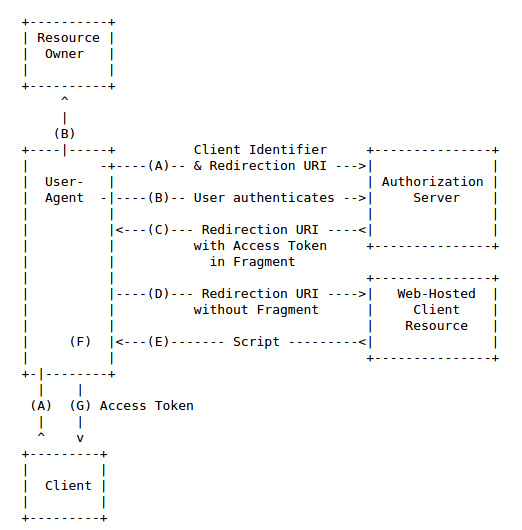 +----------+
| Resource |
|  Owner   |
|          |
+----------+
     ^
     |
    (B)
+----|-----+          Client Identifier     +---------------+
|         -+----(A)-- & Redirection URI --->|               |
|  User-   |                                | Authorization |
|  Agent  -|----(B)-- User authenticates -->|     Server    |
|          |                                |               |
|          |<---(C)--- Redirection URI ----<|               |
|          |          with Access Token     +---------------+
|          |            in Fragment
|          |                                +---------------+
|          |----(D)--- Redirection URI ---->|   Web-Hosted  |
|          |          without Fragment      |     Client    |
|          |                                |    Resource   |
|     (F)  |<---(E)------- Script ---------<|               |
|          |                                +---------------+
+-|--------+
  |    |
 (A)  (G) Access Token
  |    |
  ^    v
+---------+
|         |
|  Client |
|         |
+---------+